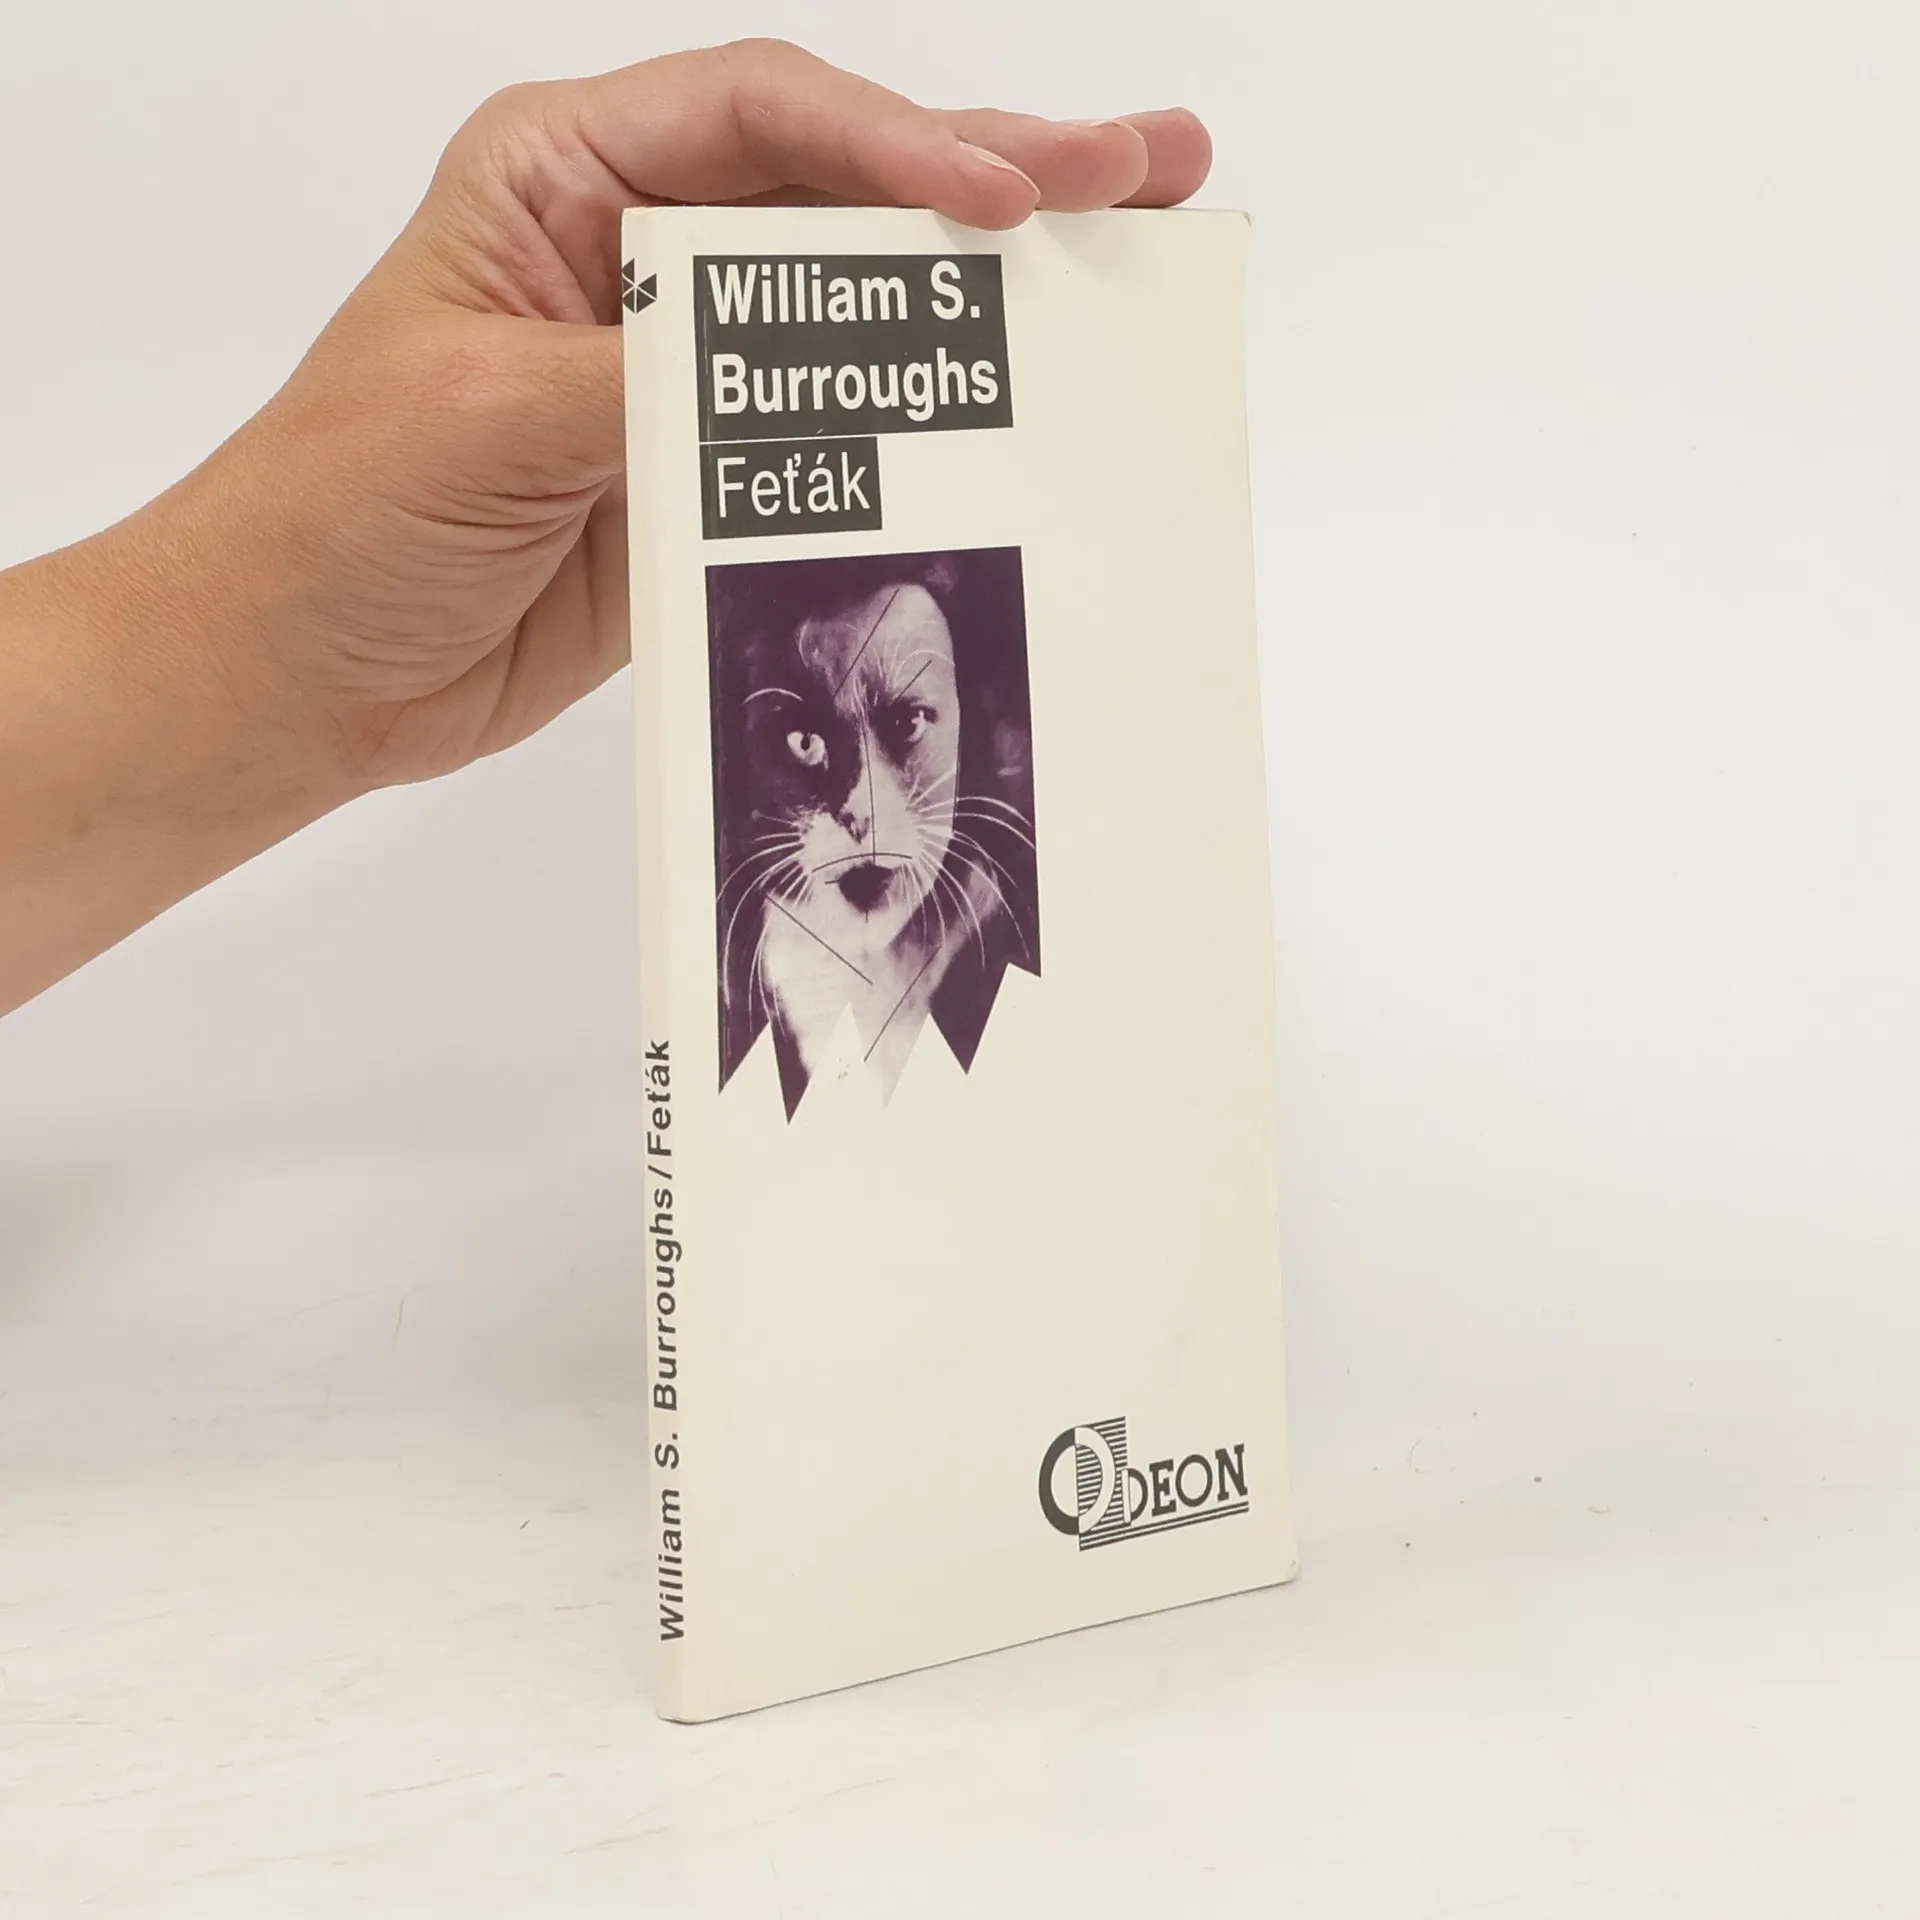 William S.
Burroughs
Feťák
William S. Burroughs/Feťák
ODEON